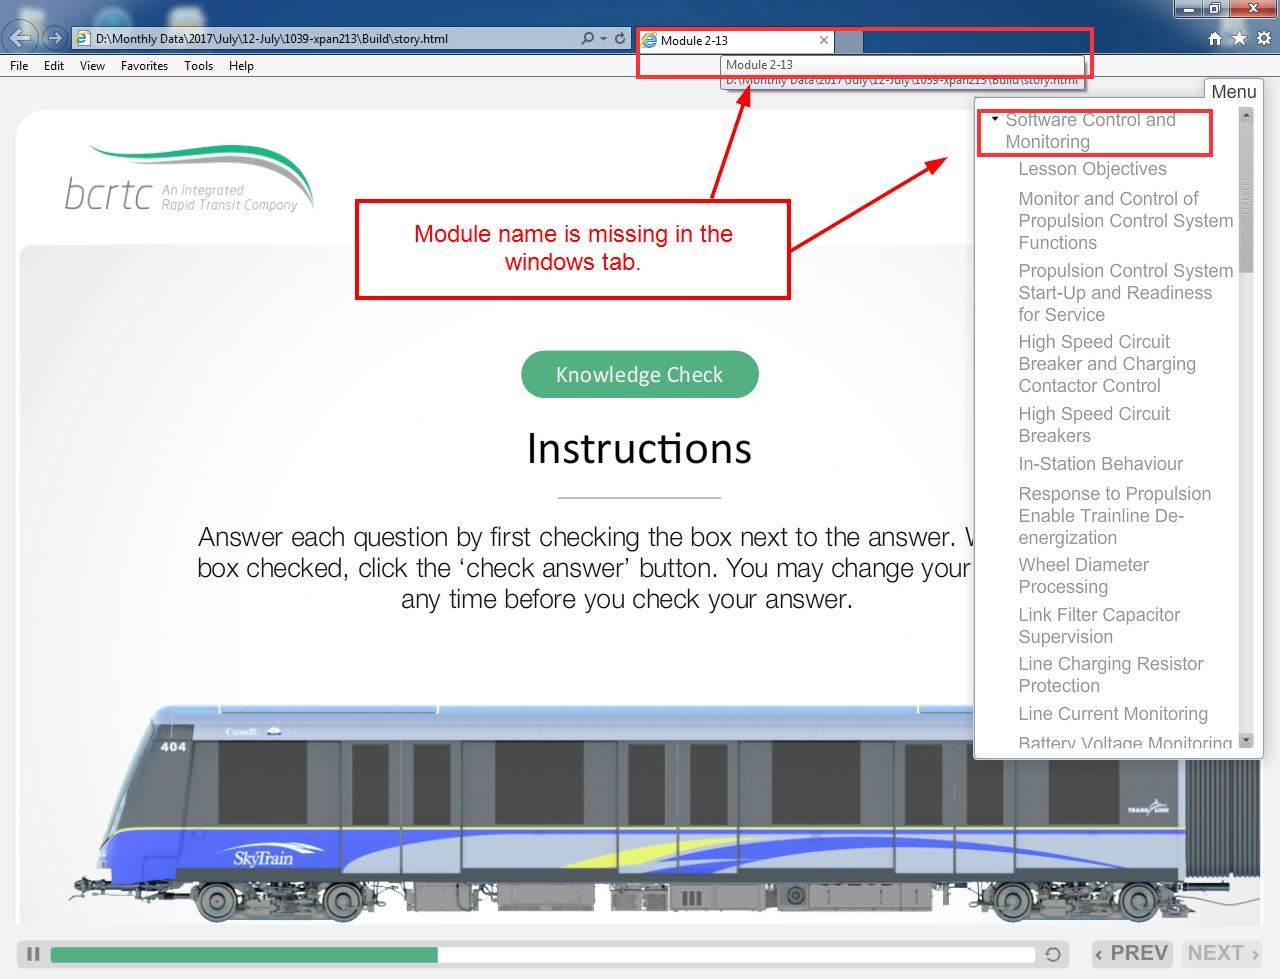 D:\Monthly Data\2017\July\12-July\1039-xpan213\Build\story.html
Module 2-13
File Edit View Favorites Tools Help
Module 2-13
D:\Monthly Data\2017\July\12-July\1039-xpan213\Build\story.html
Menu
Software Control and
Monitoring
Lesson Objectives
Monitor and Control of
Propulsion Control System
Functions
Propulsion Control System
Start-Up and Readiness
for Service
High Speed Circuit
Breaker and Charging
Contactor Control
High Speed Circuit
Breakers
In-Station Behaviour
Response to Propulsion
Enable Trainline De-
energization
Wheel Diameter
Processing
Link Filter Capacitor
Supervision
Line Charging Resistor
Protection
Line Current Monitoring
Battery Voltage Monitoring
bcrtc An Integrated
Rapid Transit Company
Module name is missing in the
windows tab.
Knowledge Check
Instructions
Answer each question by first checking the box next to the answer.
box checked, click the ‘check answer’ button. You may change your
any time before you check your answer.
Canada
404
TRANSLINK
SkyTrain
‹ PREV NEXT ›